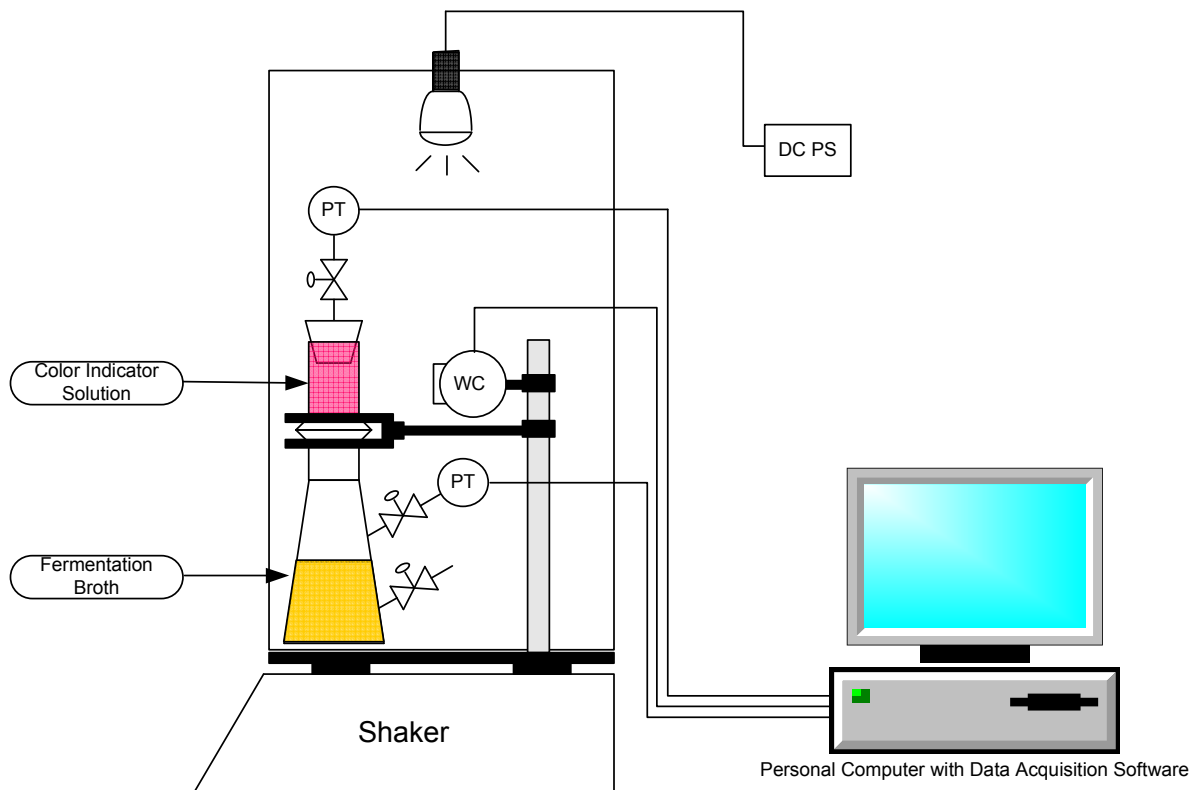 DC PS
PT
Color Indicator
Solution
WC
PT
Fermentation
Broth
Shaker
Personal Computer with Data Acquisition Software